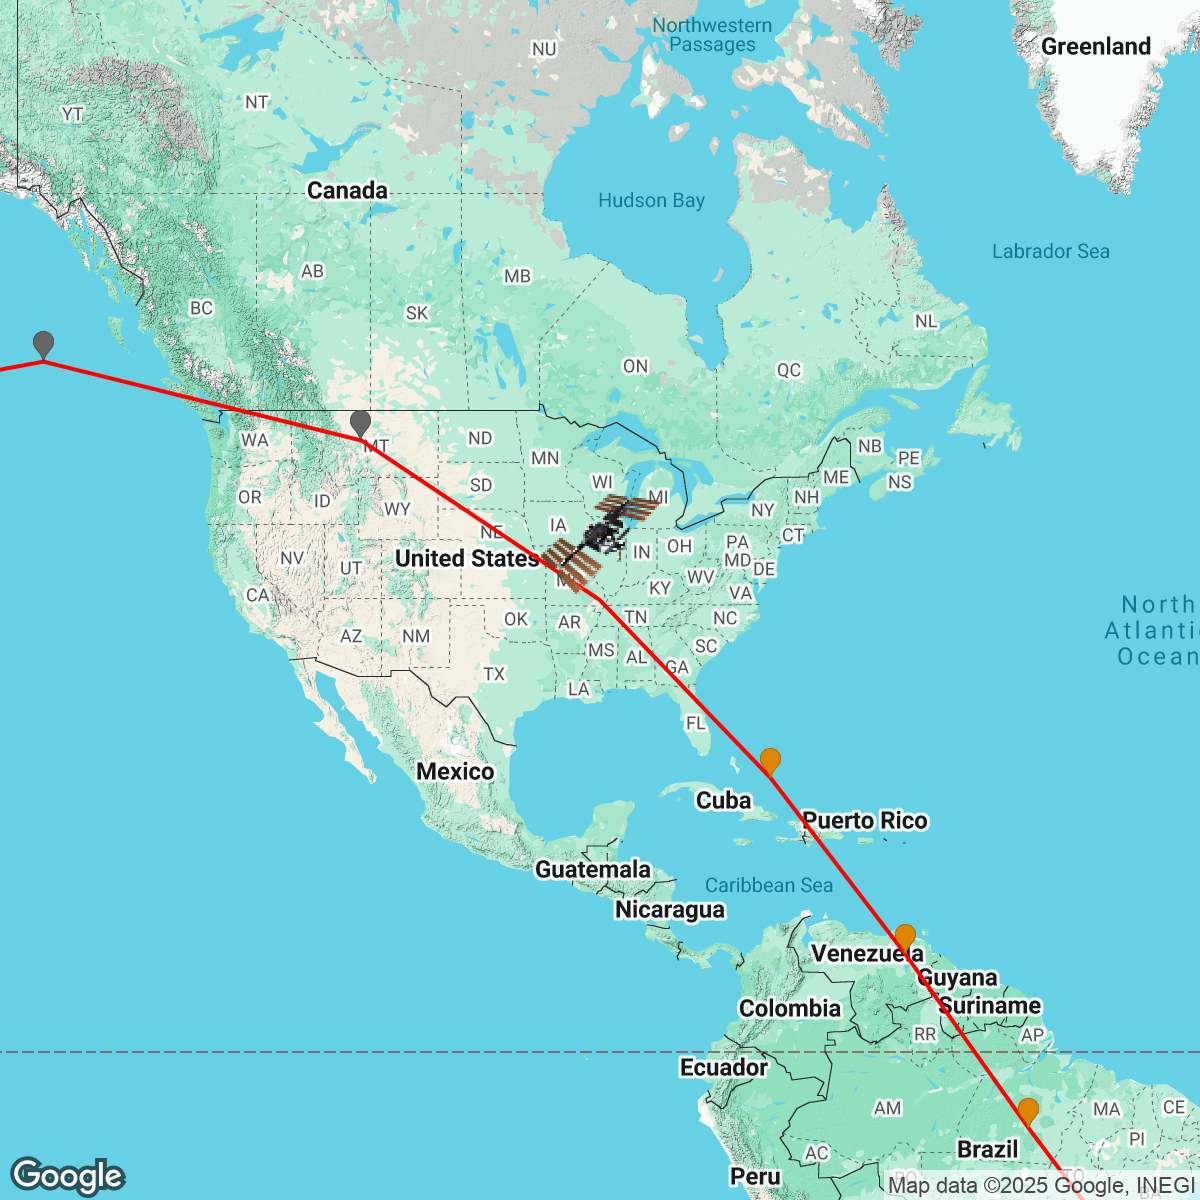 Northwestern
Passages
Greenland
NU
NT
YT
Canada
Hudson Bay
Labrador Sea
AB
MB
BC
SK
NL
ON
QC
MT
WA
ND
MN
NB
PE
ME
NS
OR
ID
SD
WI
MI
NH
WY
NY
IA
NE
CT
NV
UT
United States
IN
OH
PA
MD
DE
WV
KY
VA
CA
AZ
NM
OK
AR
TN
NC
SC
MS
AL
GA
TX
LA
FL
North
Atlantic
Ocean
Mexico
Cuba
Puerto Rico
Guatemala
Caribbean Sea
Nicaragua
Venezuela
Guyana
Suriname
Colombia
RR
AP
Ecuador
AM
MA
CE
PI
AC
Brazil
Peru
TO
Google
Map data ©2025 Google, INEGI